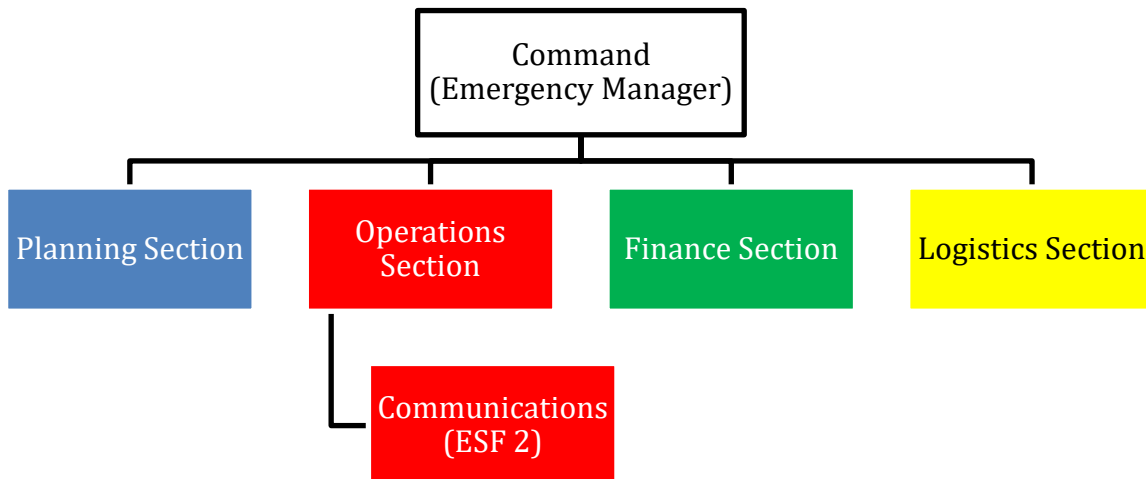 Command
(Emergency Manager)
Planning Section
Operations
Section
Finance Section
Logistics Section
Communications
(ESF 2)